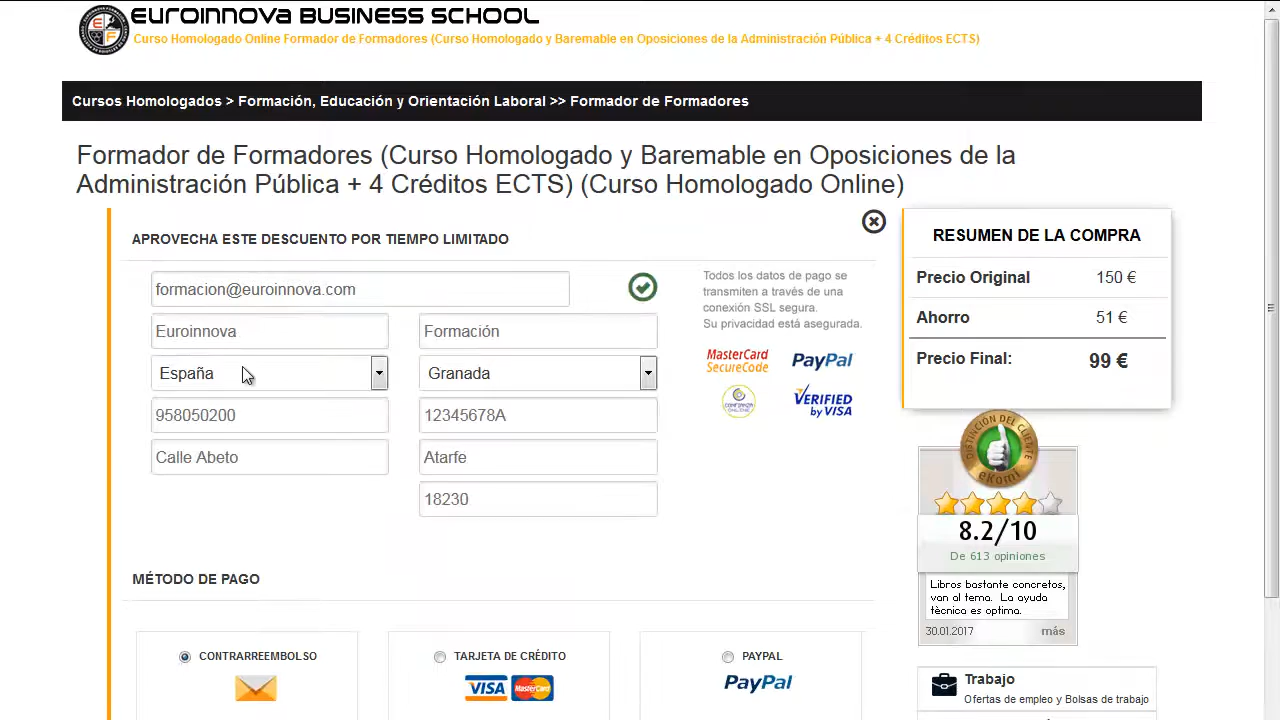 EUROINNOVA BUSINESS SCHOOL
Curso Homologado Online Formador de Formadores (Curso Homologado y Baremable en Oposiciones de la Administración Pública + 4 Créditos ECTS)
Cursos Homologados > Formación, Educación y Orientación Laboral >> Formador de Formadores
Formador de Formadores (Curso Homologado y Baremable en Oposiciones de la
Administración Pública + 4 Créditos ECTS) (Curso Homologado Online)
APROVECHA ESTE DESCUENTO POR TIEMPO LIMITADO
formacion@euroinnova.com
Euroinnova
Formación
España
Granada
958050200
12345678A
Calle Abeto
Atarfe
18230
Todos los datos de pago se
transmiten a través de una
conexión SSL segura.
Su privacidad está asegurada.
MasterCard
SecureCode
PayPal
CONFIANZA
ONLINE
VERIFIED
by VISA
MÉTODO DE PAGO
CONTRARREEMBOLSO
TARJETA DE CRÉDITO
VISA
MasterCard
PAYPAL
PayPal
RESUMEN DE LA COMPRA
Precio Original 150 €
Ahorro 51 €
Precio Final: 99 €
DISTINCIÓN DEL CLIENTE
eKomi
8.2/10
De 613 opiniones
Libros bastante concretos,
van al tema. La ayuda
tècnica es optima.
30.01.2017 más
Trabajo
Ofertas de empleo y Bolsas de trabajo